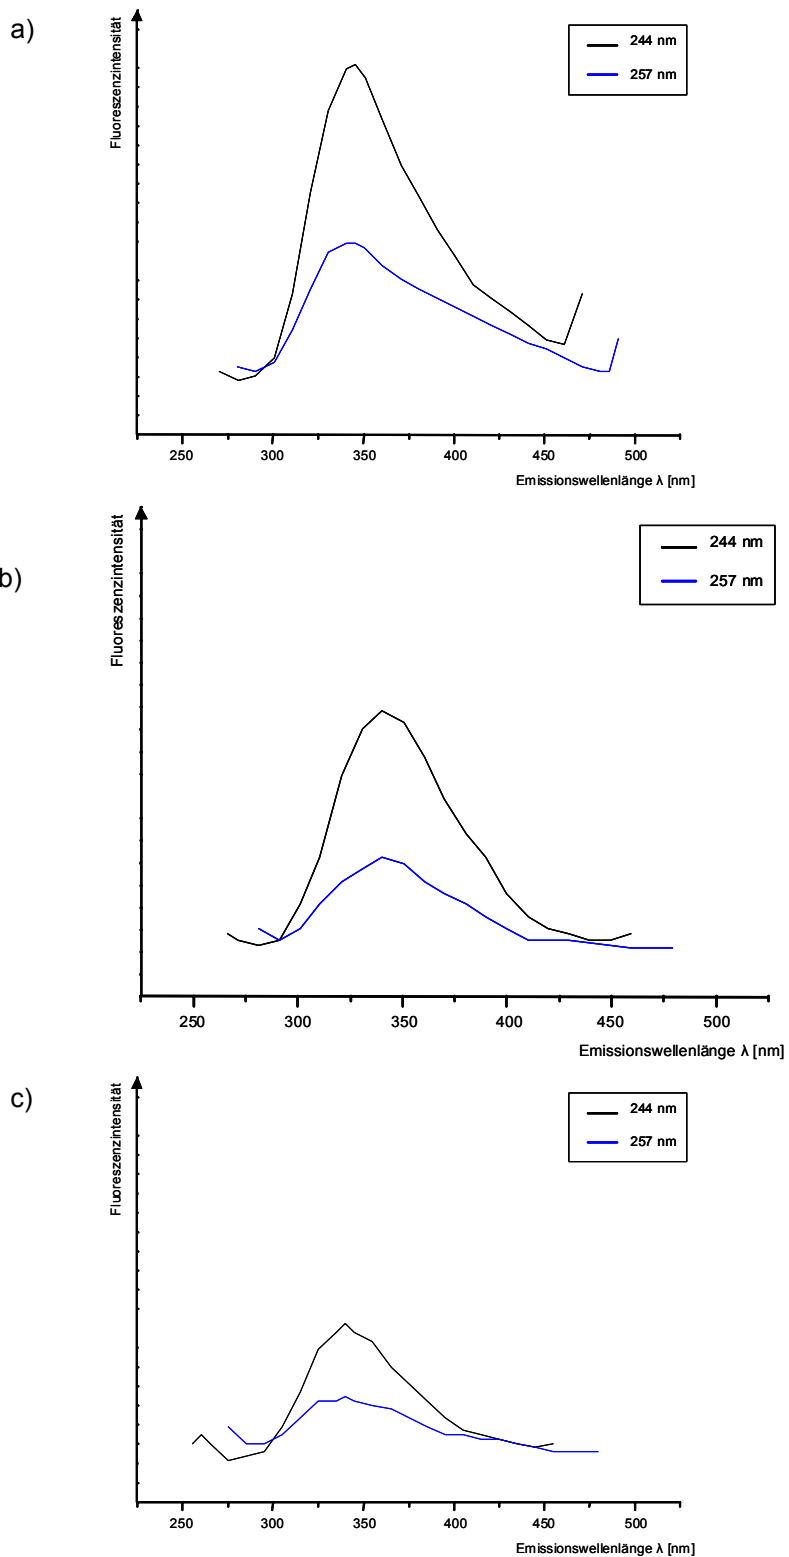 a)
Fluoreszenzintensität
244 nm
257 nm
250 300 350 400 450 500
Emissionswellenlänge λ [nm]
b)
Fluoreszenzintensität
244 nm
257 nm
250 300 350 400 450 500
Emissionswellenlänge λ [nm]
c)
Fluoreszenzintensität
244 nm
257 nm
250 300 350 400 450 500
Emissionswellenlänge λ [nm]